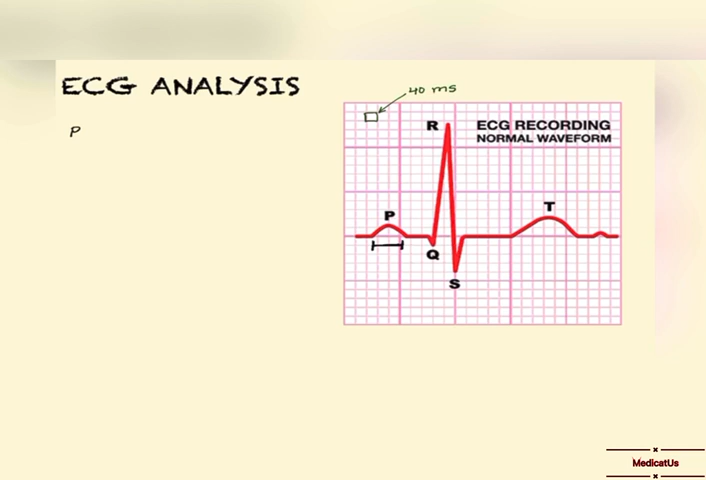 ECG ANALYSIS
40 ms
P
R
ECG RECORDING
NORMAL WAVEFORM
P
T
Q
S
MedicatUs